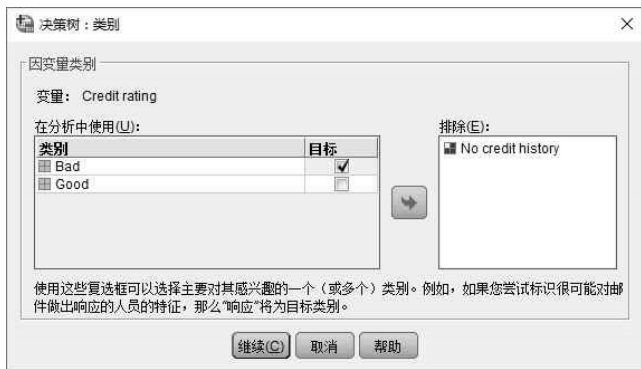 决策树：类别
因变量类别
变量： Credit rating
在分析中使用(U)：
排除(E)：
类别 目标
Bad
Good
No credit history
使用这些复选框可以选择主要对其感兴趣的一个（或多个）类别。例如，如果您尝试标识很可能对邮
件做出响应的人员的特征，那么“响应”将为目标类别。
继续(C) 取消 帮助